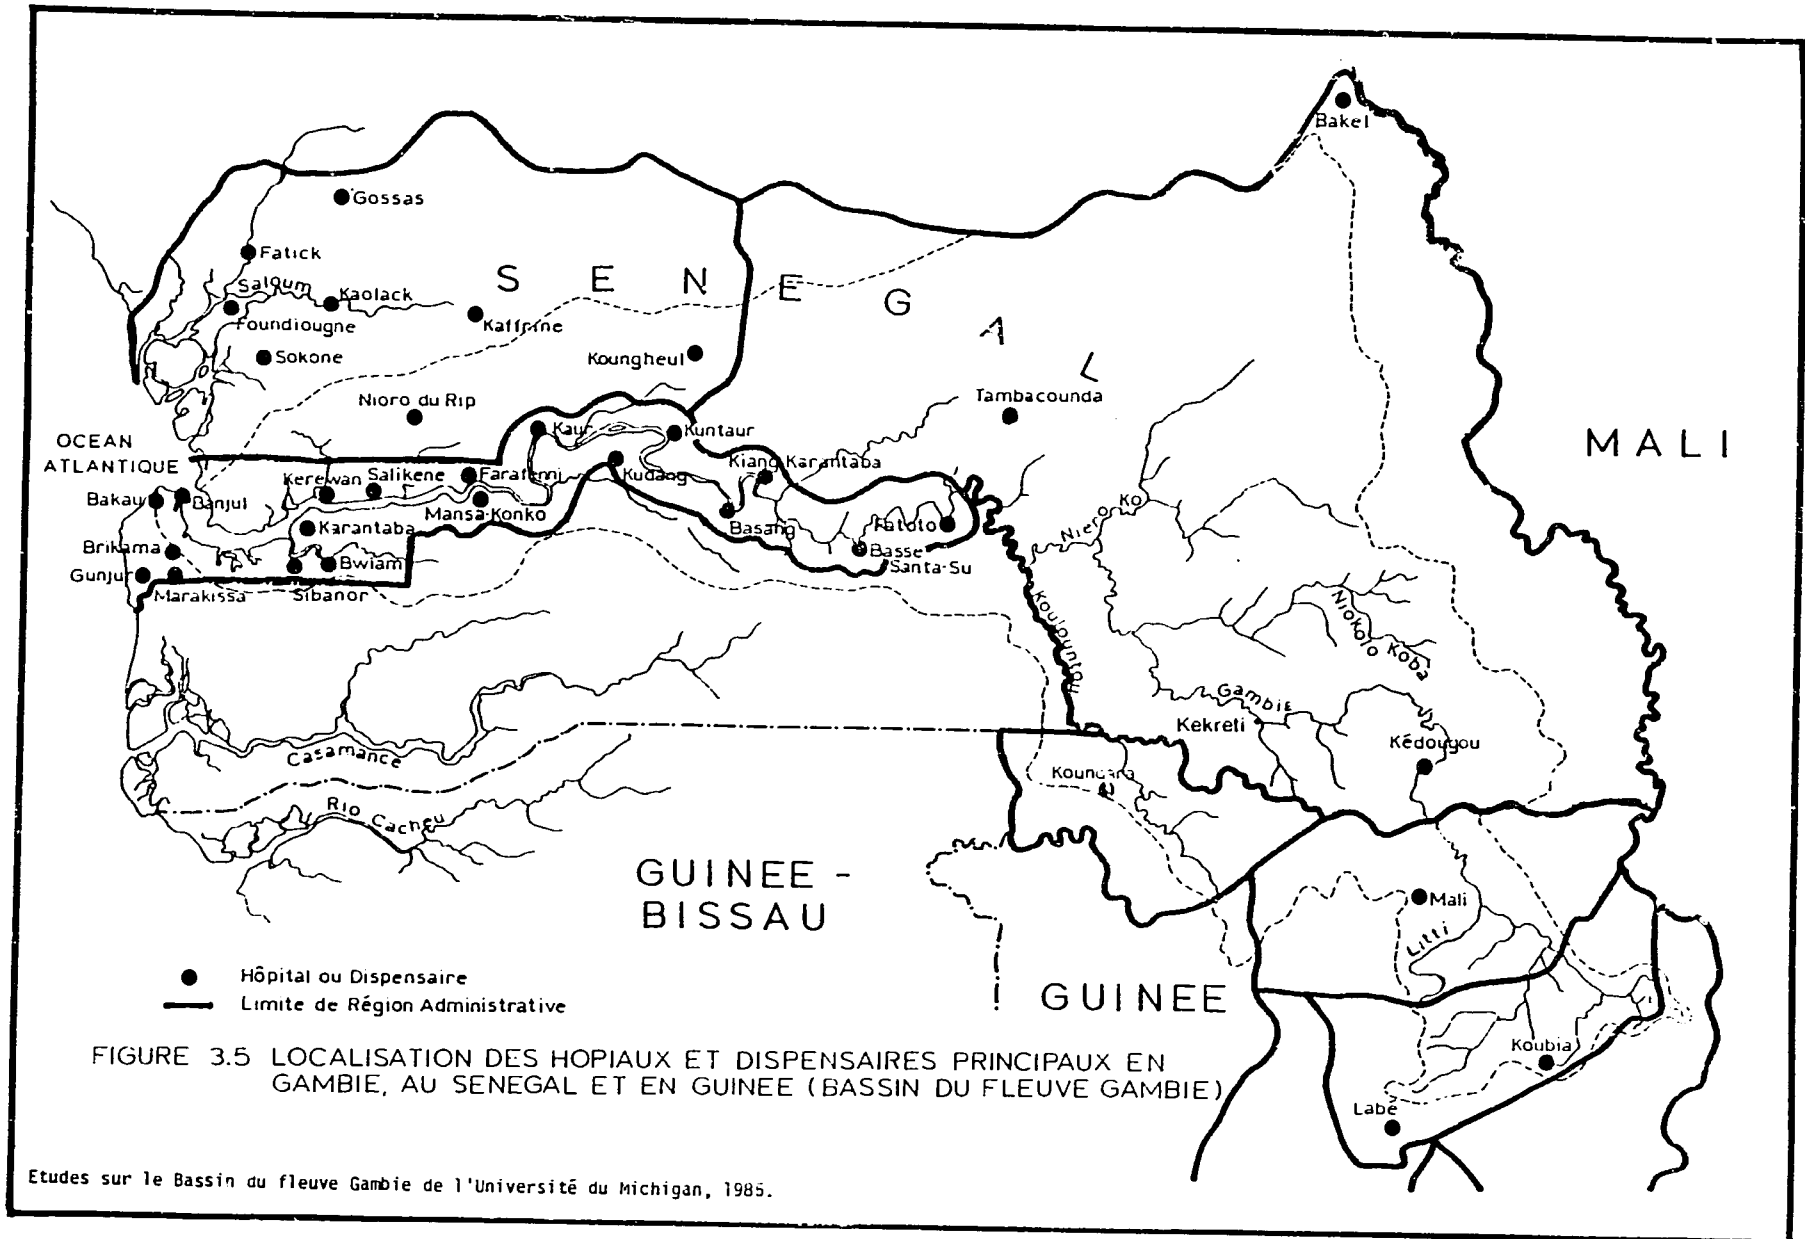 Bakel
Gossas
Fatick
Saloum
Kaolack
Foundiougne
Kaffrine
Sokone
Koungheul
SENEGAL
Nioro du Rip
Tambacounda
OCEAN
ATLANTIQUE
MALI
Kaur
Kuntaur
Kerewan
Salikene
Farafenni
Kudang
Kiang Karantaba
Bakau
Banjul
Mansa-Konko
Karantaba
Basang
Fatoto
Niero Ko
Brikama
Bwiam
Basse
Santa-Su
Gunjur
Marakissa
Sibanor
Koulountou
Niokolo Koba
Gambie
Kekreti
Kédougou
Casamance
Koundara
Rio Cacheu
GUINEE -
BISSAU
Mali
Litti
GUINEE
Koubia
Labé
Hôpital ou Dispensaire
Limite de Région Administrative
FIGURE 3.5 LOCALISATION DES HOPIAUX ET DISPENSAIRES PRINCIPAUX EN
GAMBIE, AU SENEGAL ET EN GUINEE (BASSIN DU FLEUVE GAMBIE)
Etudes sur le Bassin du fleuve Gambie de l'Université du Michigan, 1985.